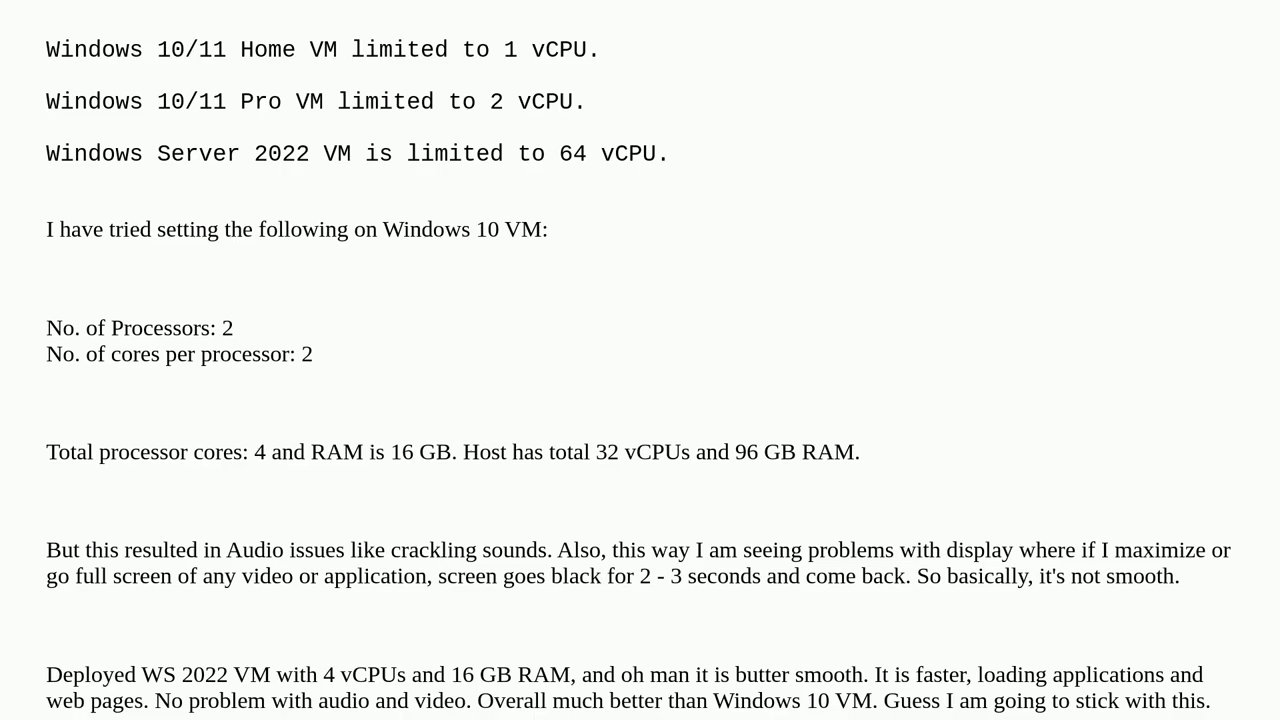 Windows 10/11 Home VM limited to 1 vCPU.
Windows 10/11 Pro VM limited to 2 vCPU.
Windows Server 2022 VM is limited to 64 vCPU.
I have tried setting the following on Windows 10 VM:
No. of Processors: 2
No. of cores per processor: 2
Total processor cores: 4 and RAM is 16 GB. Host has total 32 vCPUs and 96 GB RAM.
But this resulted in Audio issues like crackling sounds. Also, this way I am seeing problems with display where if I maximize or
go full screen of any video or application, screen goes black for 2 - 3 seconds and come back. So basically, it's not smooth.
Deployed WS 2022 VM with 4 vCPUs and 16 GB RAM, and oh man it is butter smooth. It is faster, loading applications and
web pages. No problem with audio and video. Overall much better than Windows 10 VM. Guess I am going to stick with this.